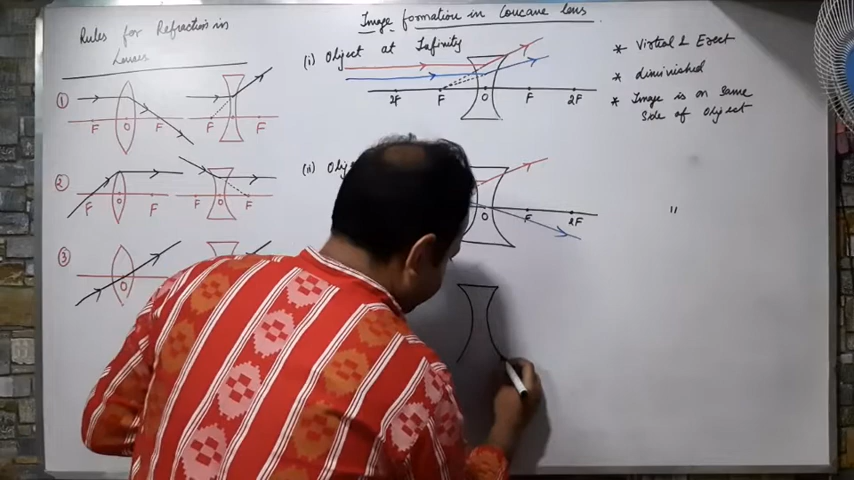 Rules for Refraction in
Lenses
Image formation in Concave lens
(i) Object at Infinity
* Virtual & Erect
* diminished
* Image is on same
side of Object
2F F O F 2F
①
F O F
F O F
②
F F
F F
(ii) Obj
O F 2F
"
③
O